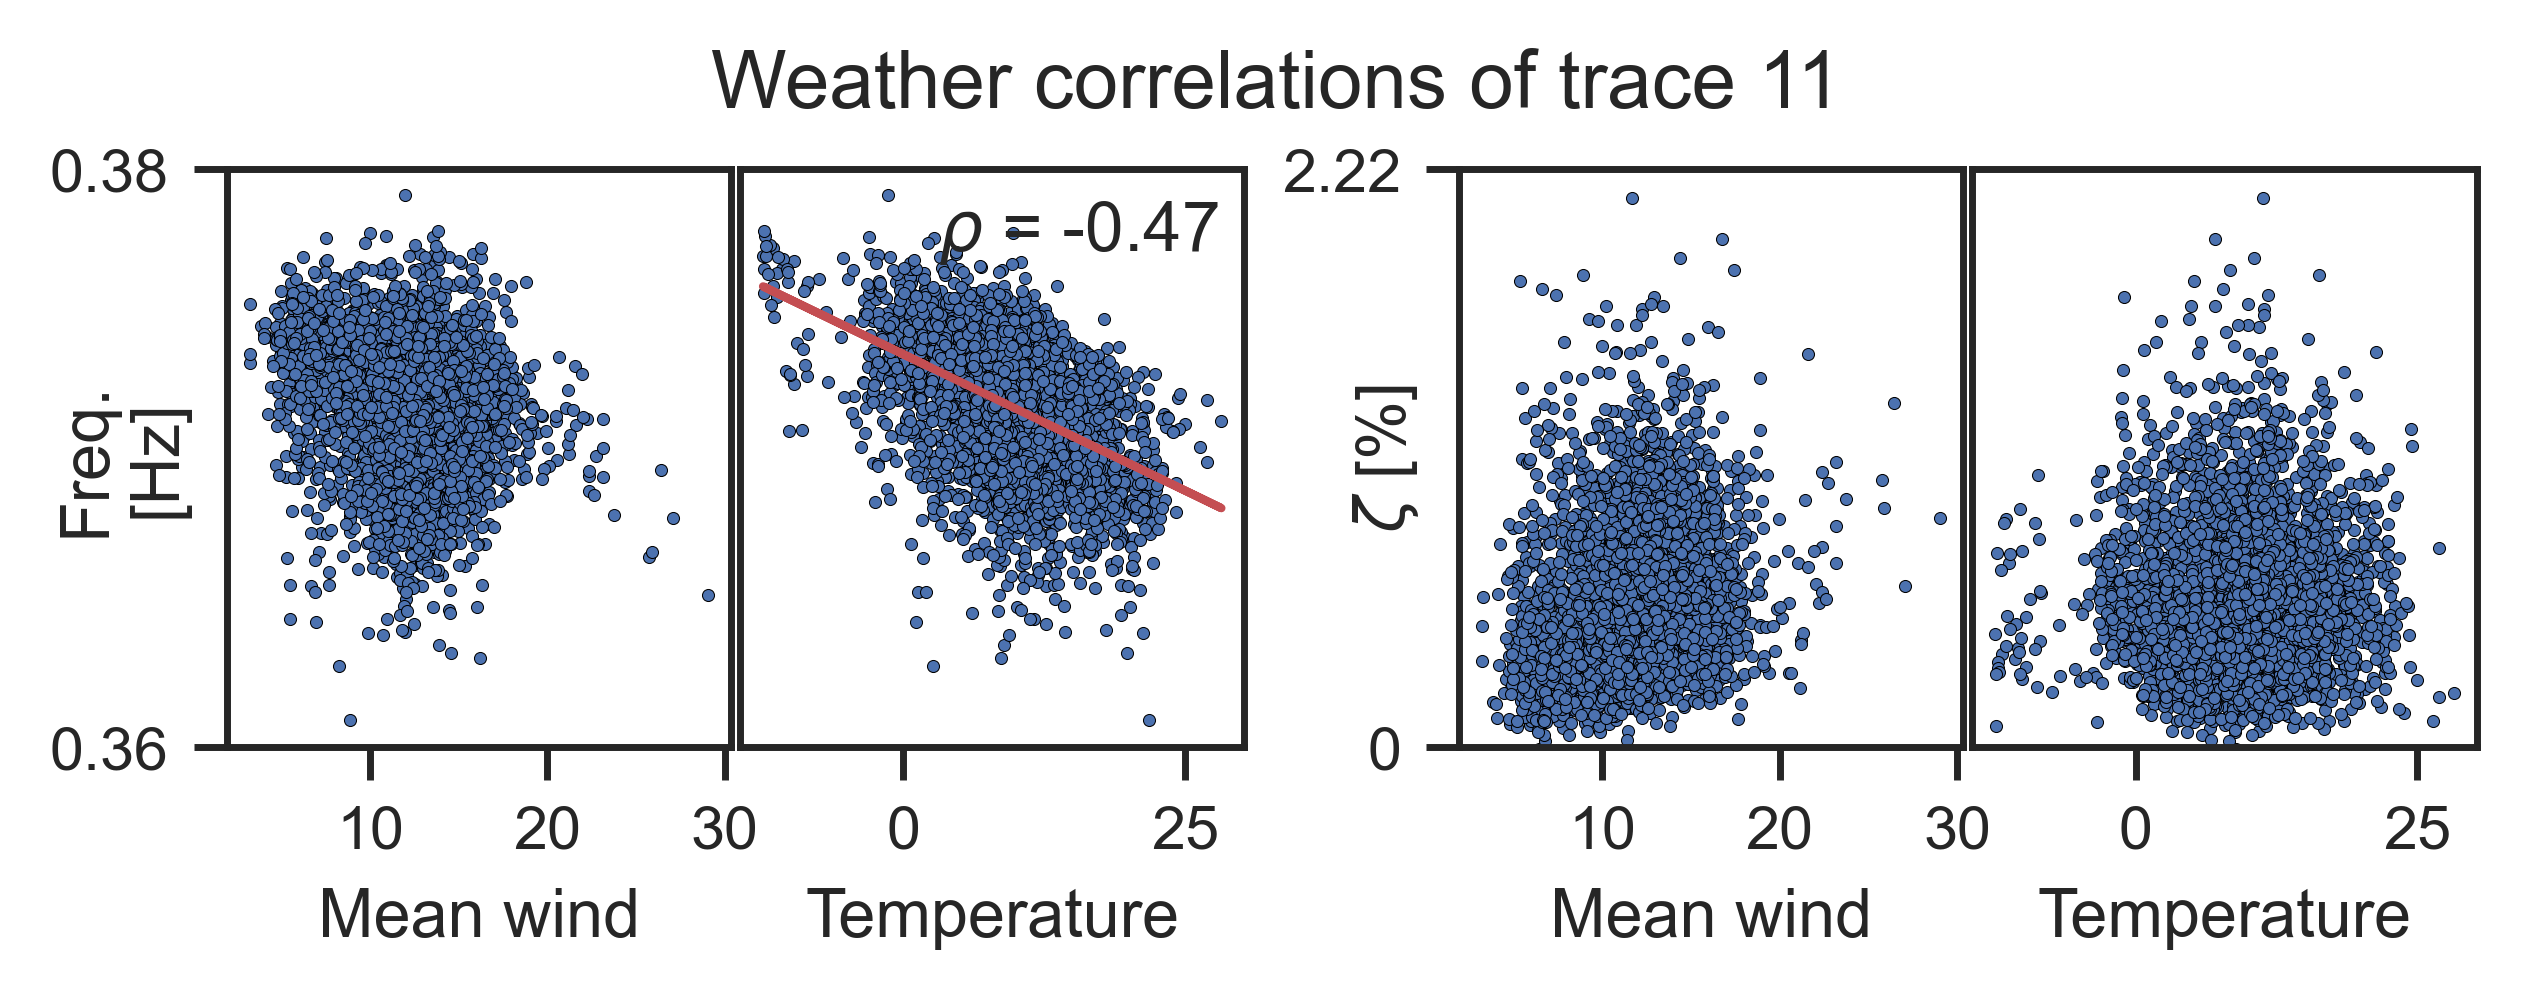 Weather correlations of trace 11
0.38
0.36
Freq.
[Hz]
10 20 30
Mean wind
ρ = -0.47
0 25
Temperature
2.22
0
ζ [%]
10 20 30
Mean wind
0 25
Temperature